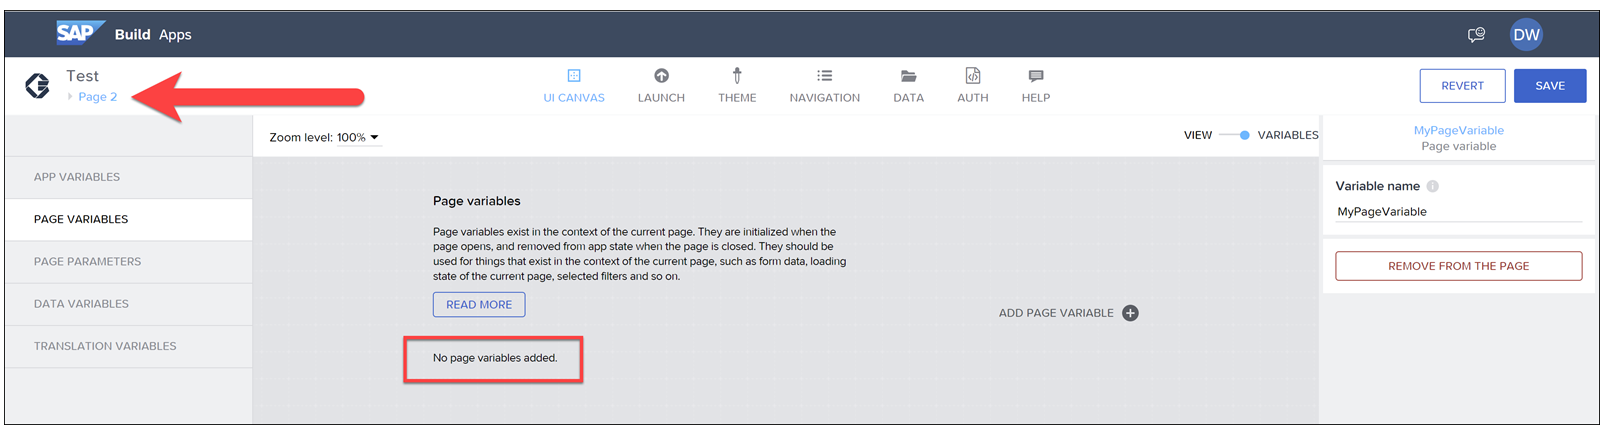 SAP Build Apps
DW
Test
Page 2
UI CANVAS
LAUNCH
THEME
NAVIGATION
DATA
AUTH
HELP
REVERT
SAVE
Zoom level: 100%
VIEW
VARIABLES
APP VARIABLES
PAGE VARIABLES
PAGE PARAMETERS
DATA VARIABLES
TRANSLATION VARIABLES
Page variables
Page variables exist in the context of the current page. They are initialized when the
page opens, and removed from app state when the page is closed. They should be
used for things that exist in the context of the current page, such as form data, loading
state of the current page, selected filters and so on.
READ MORE
ADD PAGE VARIABLE
No page variables added.
MyPageVariable
Page variable
Variable name
MyPageVariable
REMOVE FROM THE PAGE